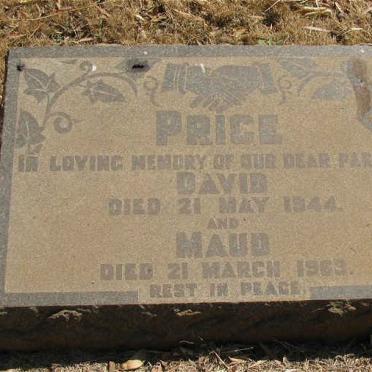 PRICE
IN LOVING MEMORY OF OUR DEAR PAR
DAVID
DIED 21 MAY 1944.
AND
MAUD
DIED 21 MARCH 1963.
REST IN PEACE.